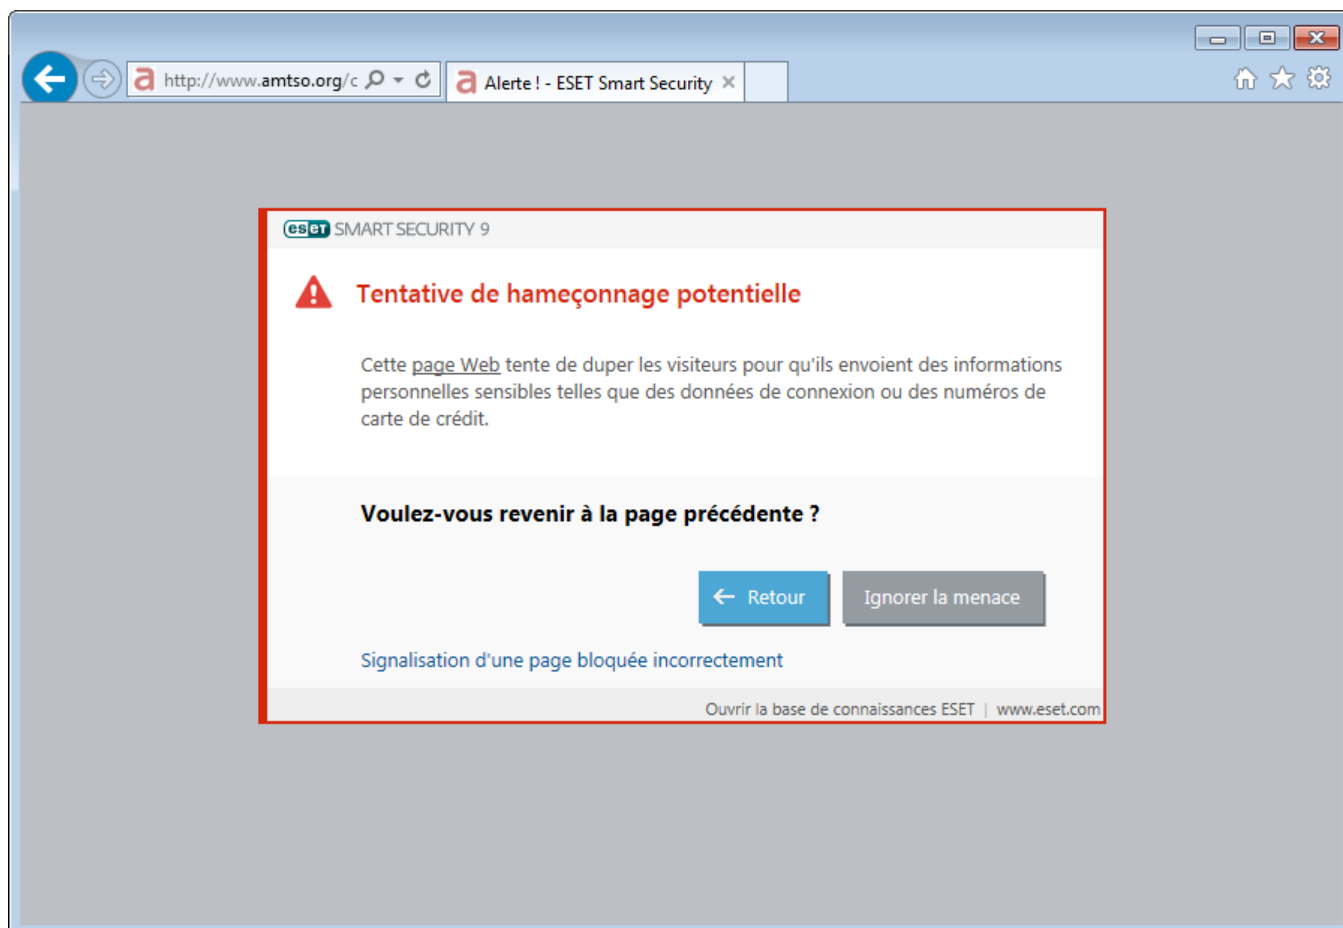 http://www.amtso.org/c
Alerte ! - ESET Smart Security
eseT SMART SECURITY 9
Tentative de hameçonnage potentielle
Cette page Web tente de duper les visiteurs pour qu'ils envoient des informations
personnelles sensibles telles que des données de connexion ou des numéros de
carte de crédit.
Voulez-vous revenir à la page précédente ?
Retour
Ignorer la menace
Signalisation d'une page bloquée incorrectement
Ouvrir la base de connaissances ESET | www.eset.com